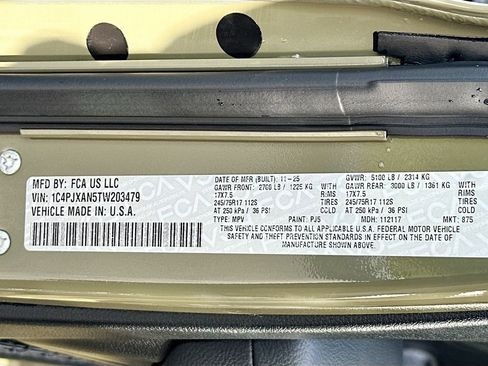 MFD BY: FCA US LLC
VIN: 1C4PJXAN5TW203479
VEHICLE MADE IN U.S.A.
DATE OF MFR (BUILT): 11-25 GVWR: 5100 LB / 2314 KG
GAWR FRONT: 2700 LB / 1225 KG WITH GAWR REAR: 3000 LB / 1361 KG WITH
17X7.5 RIMS 17X7.5 RIMS
245/75R17 112S TIRES 245/75R17 112S TIRES
AT 250 kPa / 36 PSI COLD AT 250 kPa / 36 PSI COLD
TYPE: MPV PAINT: PJ5 MDH: 112117 MKT: 875
THIS VEHICLE CONFORMS TO ALL APPLICABLE U.S.A. FEDERAL MOTOR VEHICLE
SAFETY AND THEFT PREVENTION STANDARDS IN EFFECT ON THE
DATE OF MANUFACTURE SHOWN ABOVE.